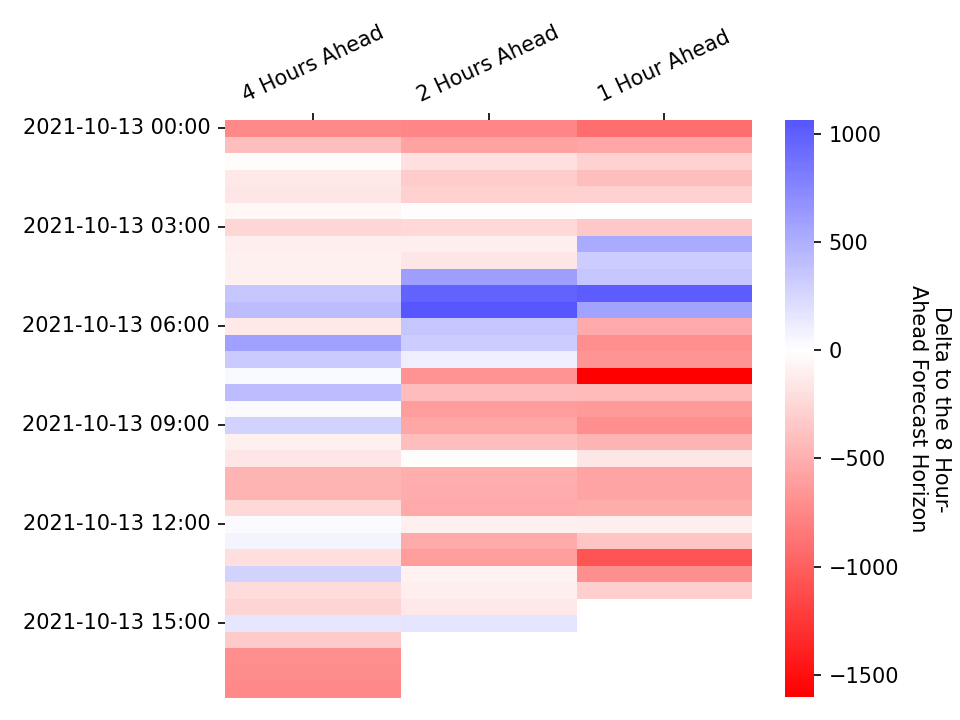 4 Hours Ahead
2 Hours Ahead
1 Hour Ahead
2021-10-13 00:00
2021-10-13 03:00
2021-10-13 06:00
2021-10-13 09:00
2021-10-13 12:00
2021-10-13 15:00
1000
500
0
−500
−1000
−1500
Delta to the 8 Hour-
Ahead Forecast Horizon